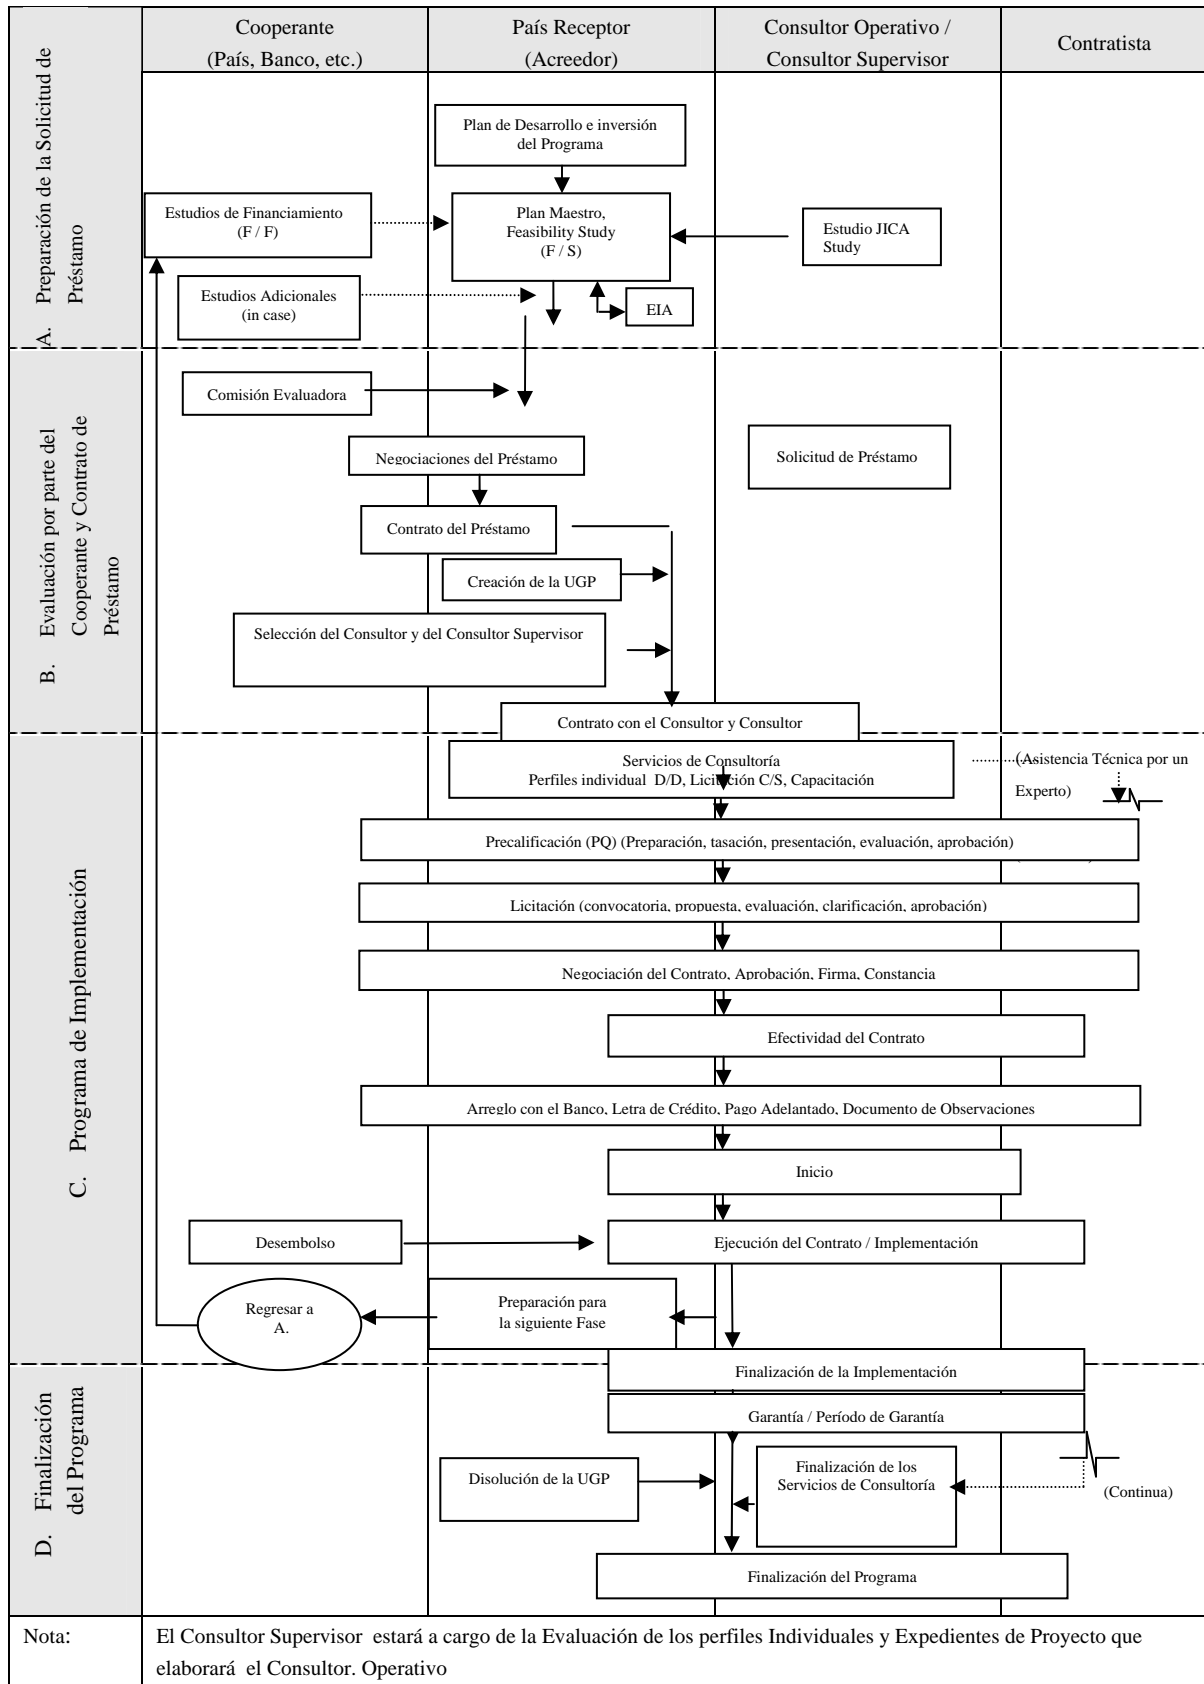 Cooperante
(País, Banco, etc.)
País Receptor
(Acreedor)
Consultor Operativo /
Consultor Supervisor
Contratista
A. Preparación de la Solicitud de
Préstamo
Plan de Desarrollo e inversión
del Programa
Estudios de Financiamiento
(F / F)
Plan Maestro,
Feasibility Study
(F / S)
Estudio JICA
Study
Estudios Adicionales
(in case)
EIA
B. Evaluación por parte del
Cooperante y Contrato de
Préstamo
Comisión Evaluadora
Negociaciones del Préstamo
Solicitud de Préstamo
Contrato del Préstamo
Creación de la UGP
Selección del Consultor y del Consultor Supervisor
Contrato con el Consultor y Consultor
C. Programa de Implementación
Servicios de Consultoría
Perfiles individual D/D, Licitación C/S, Capacitación
(Asistencia Técnica por un
Experto)
Precalificación (PQ) (Preparación, tasación, presentación, evaluación, aprobación)
Licitación (convocatoria, propuesta, evaluación, clarificación, aprobación)
Negociación del Contrato, Aprobación, Firma, Constancia
Efectividad del Contrato
Arreglo con el Banco, Letra de Crédito, Pago Adelantado, Documento de Observaciones
Inicio
Desembolso
Ejecución del Contrato / Implementación
Regresar a
A.
Preparación para
la siguiente Fase
D. Finalización
del Programa
Finalización de la Implementación
Garantía / Período de Garantía
Disolución de la UGP
Finalización de los
Servicios de Consultoría
(Continua)
Finalización del Programa
Nota:
El Consultor Supervisor estará a cargo de la Evaluación de los perfiles Individuales y Expedientes de Proyecto que
elaborará el Consultor. Operativo